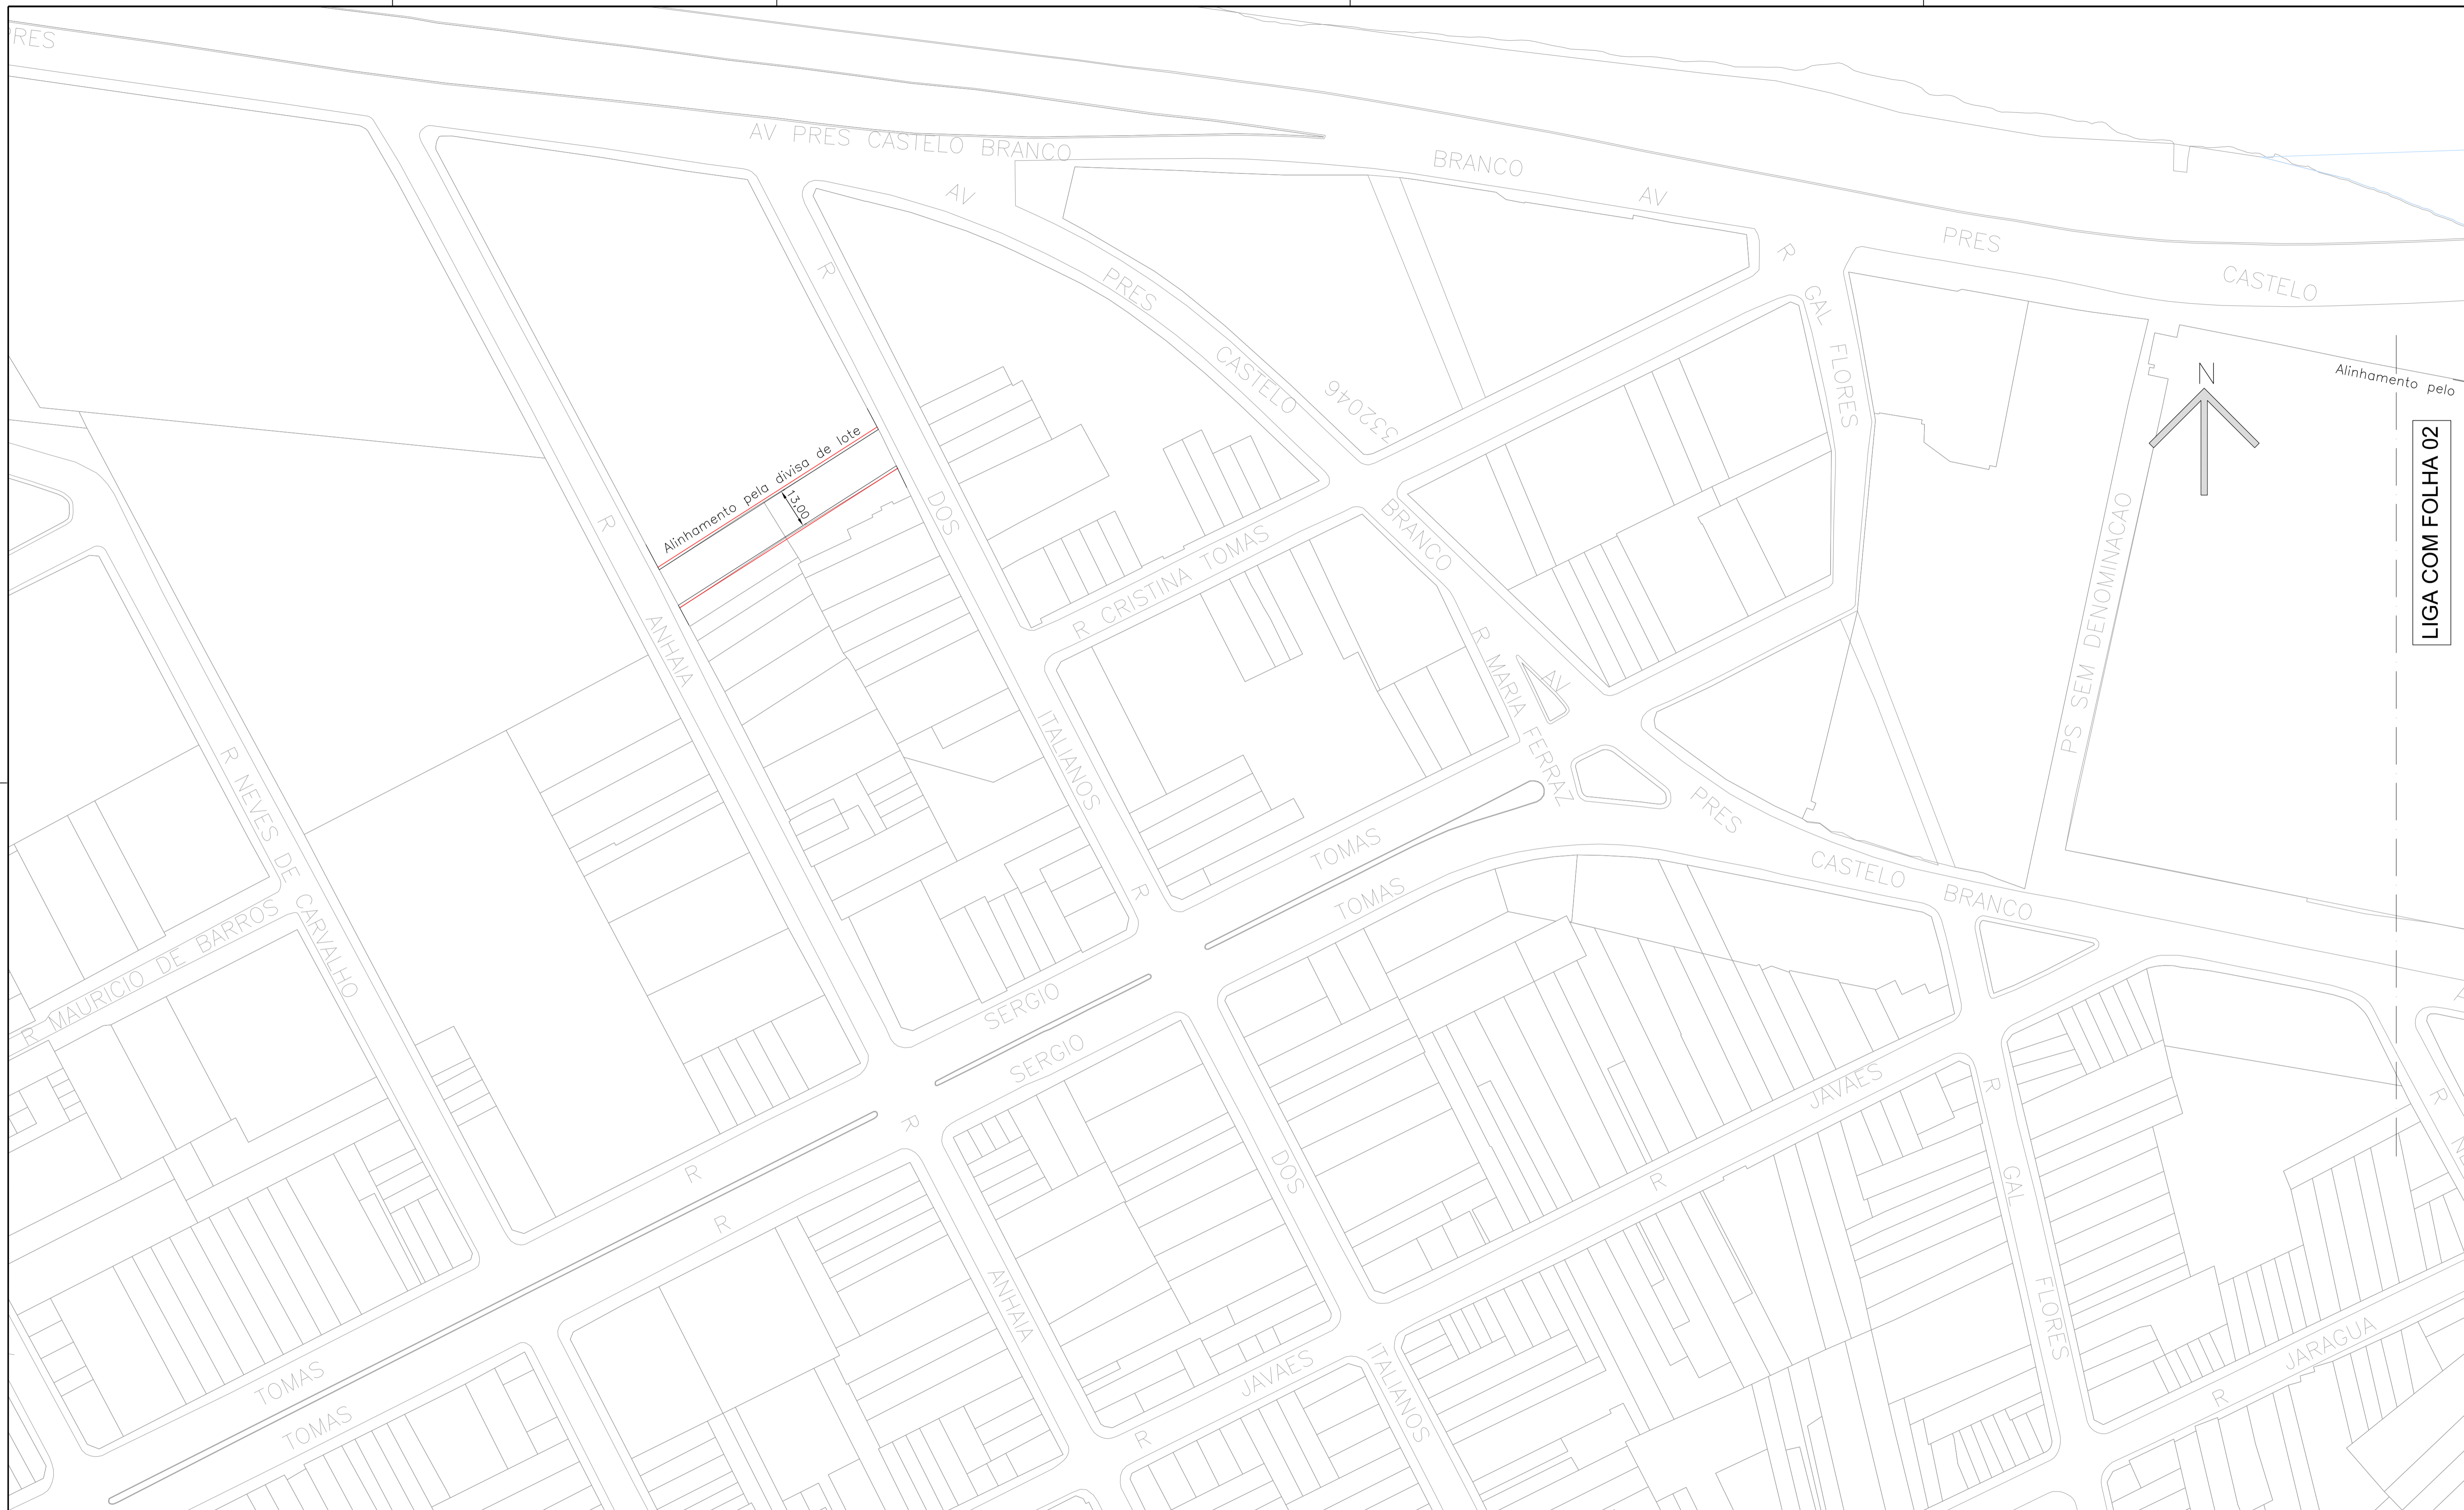 PRES
AV PRES CASTELO BRANCO
BRANCO
AV
AV
PRES
CASTELO
R
R
GAL FLORES
PRES
CASTELO
332046
N
Alinhamento pelo
LIGA COM FOLHA 02
Alinhamento pela divisa de lote
13,00
R
DOS
BRANCO
PS SEM DENOMINACAO
R CRISTINA TOMAS
ANHAIA
R MARIA FERRAZ
AV
ITALIANOS
R NEVES DE CARVALHO
PRES
TOMAS
CASTELO
BRANCO
R
TOMAS
R MAURICIO DE BARROS
SERGIO
SERGIO
JAVAES
R
R
R
R
DOS
R
GAL
R
ANHAIA
FLORES
JARAGUA
JAVAES
ITALIANOS
TOMAS
R
TOMAS
R